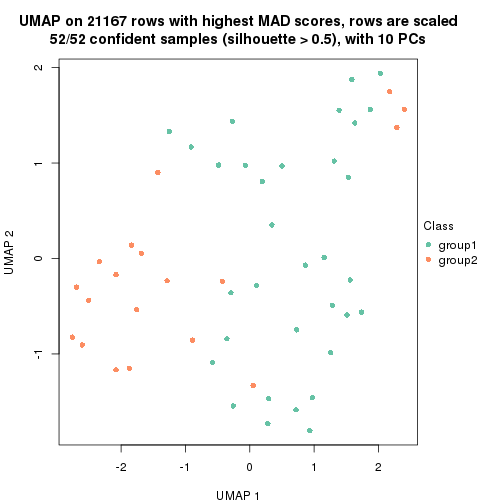 UMAP on 21167 rows with highest MAD scores, rows are scaled
52/52 confident samples (silhouette > 0.5), with 10 PCs
2
1
0
-1
UMAP 2
-2
-1
0
1
2
UMAP 1
Class
group1
group2